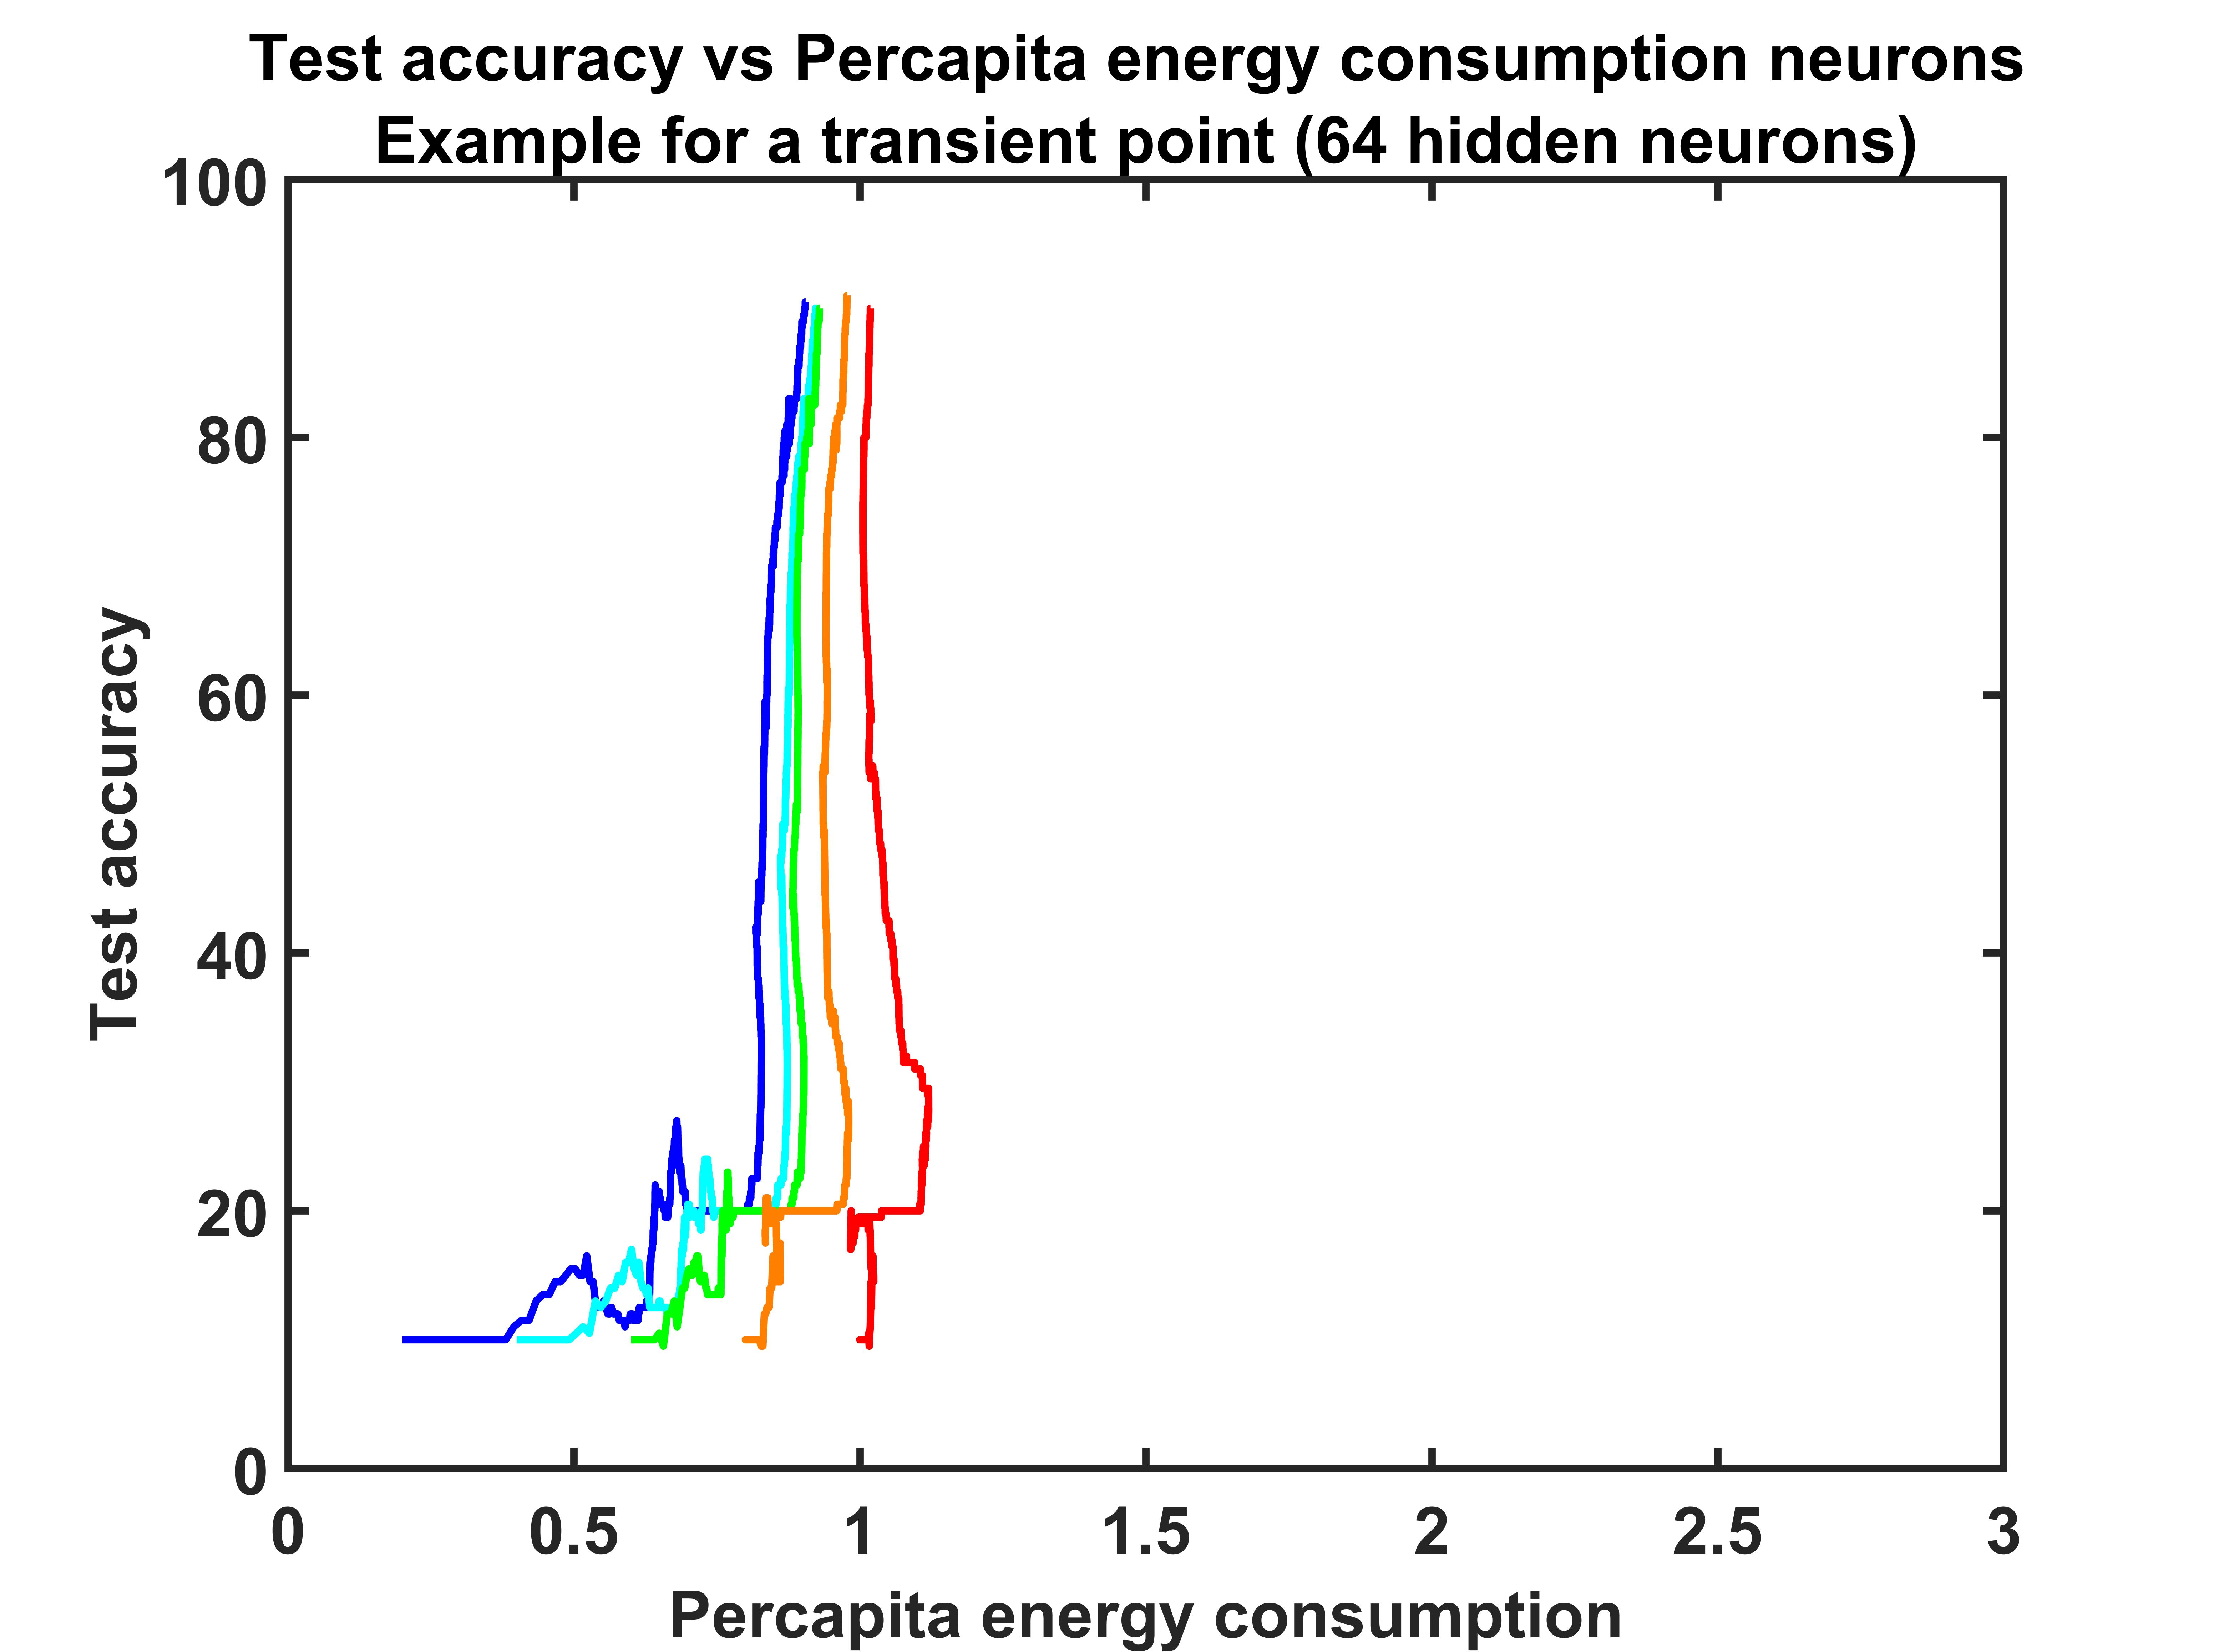 Test accuracy vs Percapita energy consumption neurons
Example for a transient point (64 hidden neurons)
100
80
60
40
20
0
Test accuracy
0 0.5 1 1.5 2 2.5 3
Percapita energy consumption